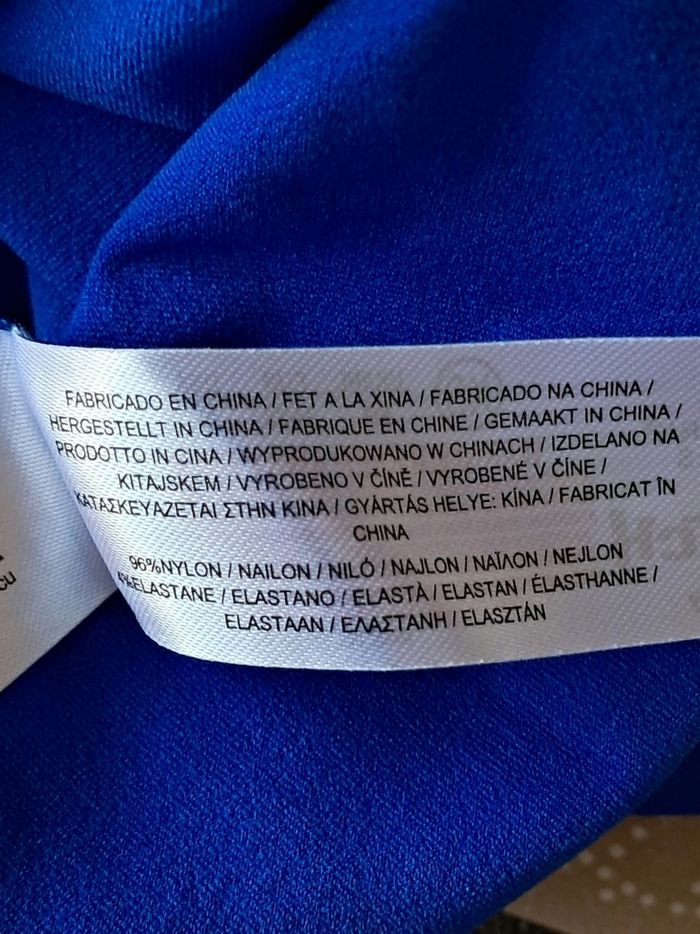 FABRICADO EN CHINA / FET A LA XINA / FABRICADO NA CHINA /
HERGESTELLT IN CHINA / FABRIQUE EN CHINE / GEMAAKT IN CHINA /
PRODOTTO IN CINA / WYPRODUKOWANO W CHINACH / IZDELANO NA
KITAJSKEM / VYROBENO V ČÍNĚ / VYROBENÉ V ČÍNE /
ΚΑΤΑΣΚΕΥΑΖΕΤΑΙ ΣΤΗΝ ΚΙΝΑ / GYÁRTÁS HELYE: KÍNA / FABRICAT ÎN
CHINA
96%NYLON / NAILON / NILÓ / NAJLON / ΝΑΪΛΟΝ / NEJLON
4%ELASTANE / ELASTANO / ELASTÀ / ELASTAN / ÉLASTHANNE /
ELASTAAN / ΕΛΑΣΤΑΝΗ / ELASZTÁN